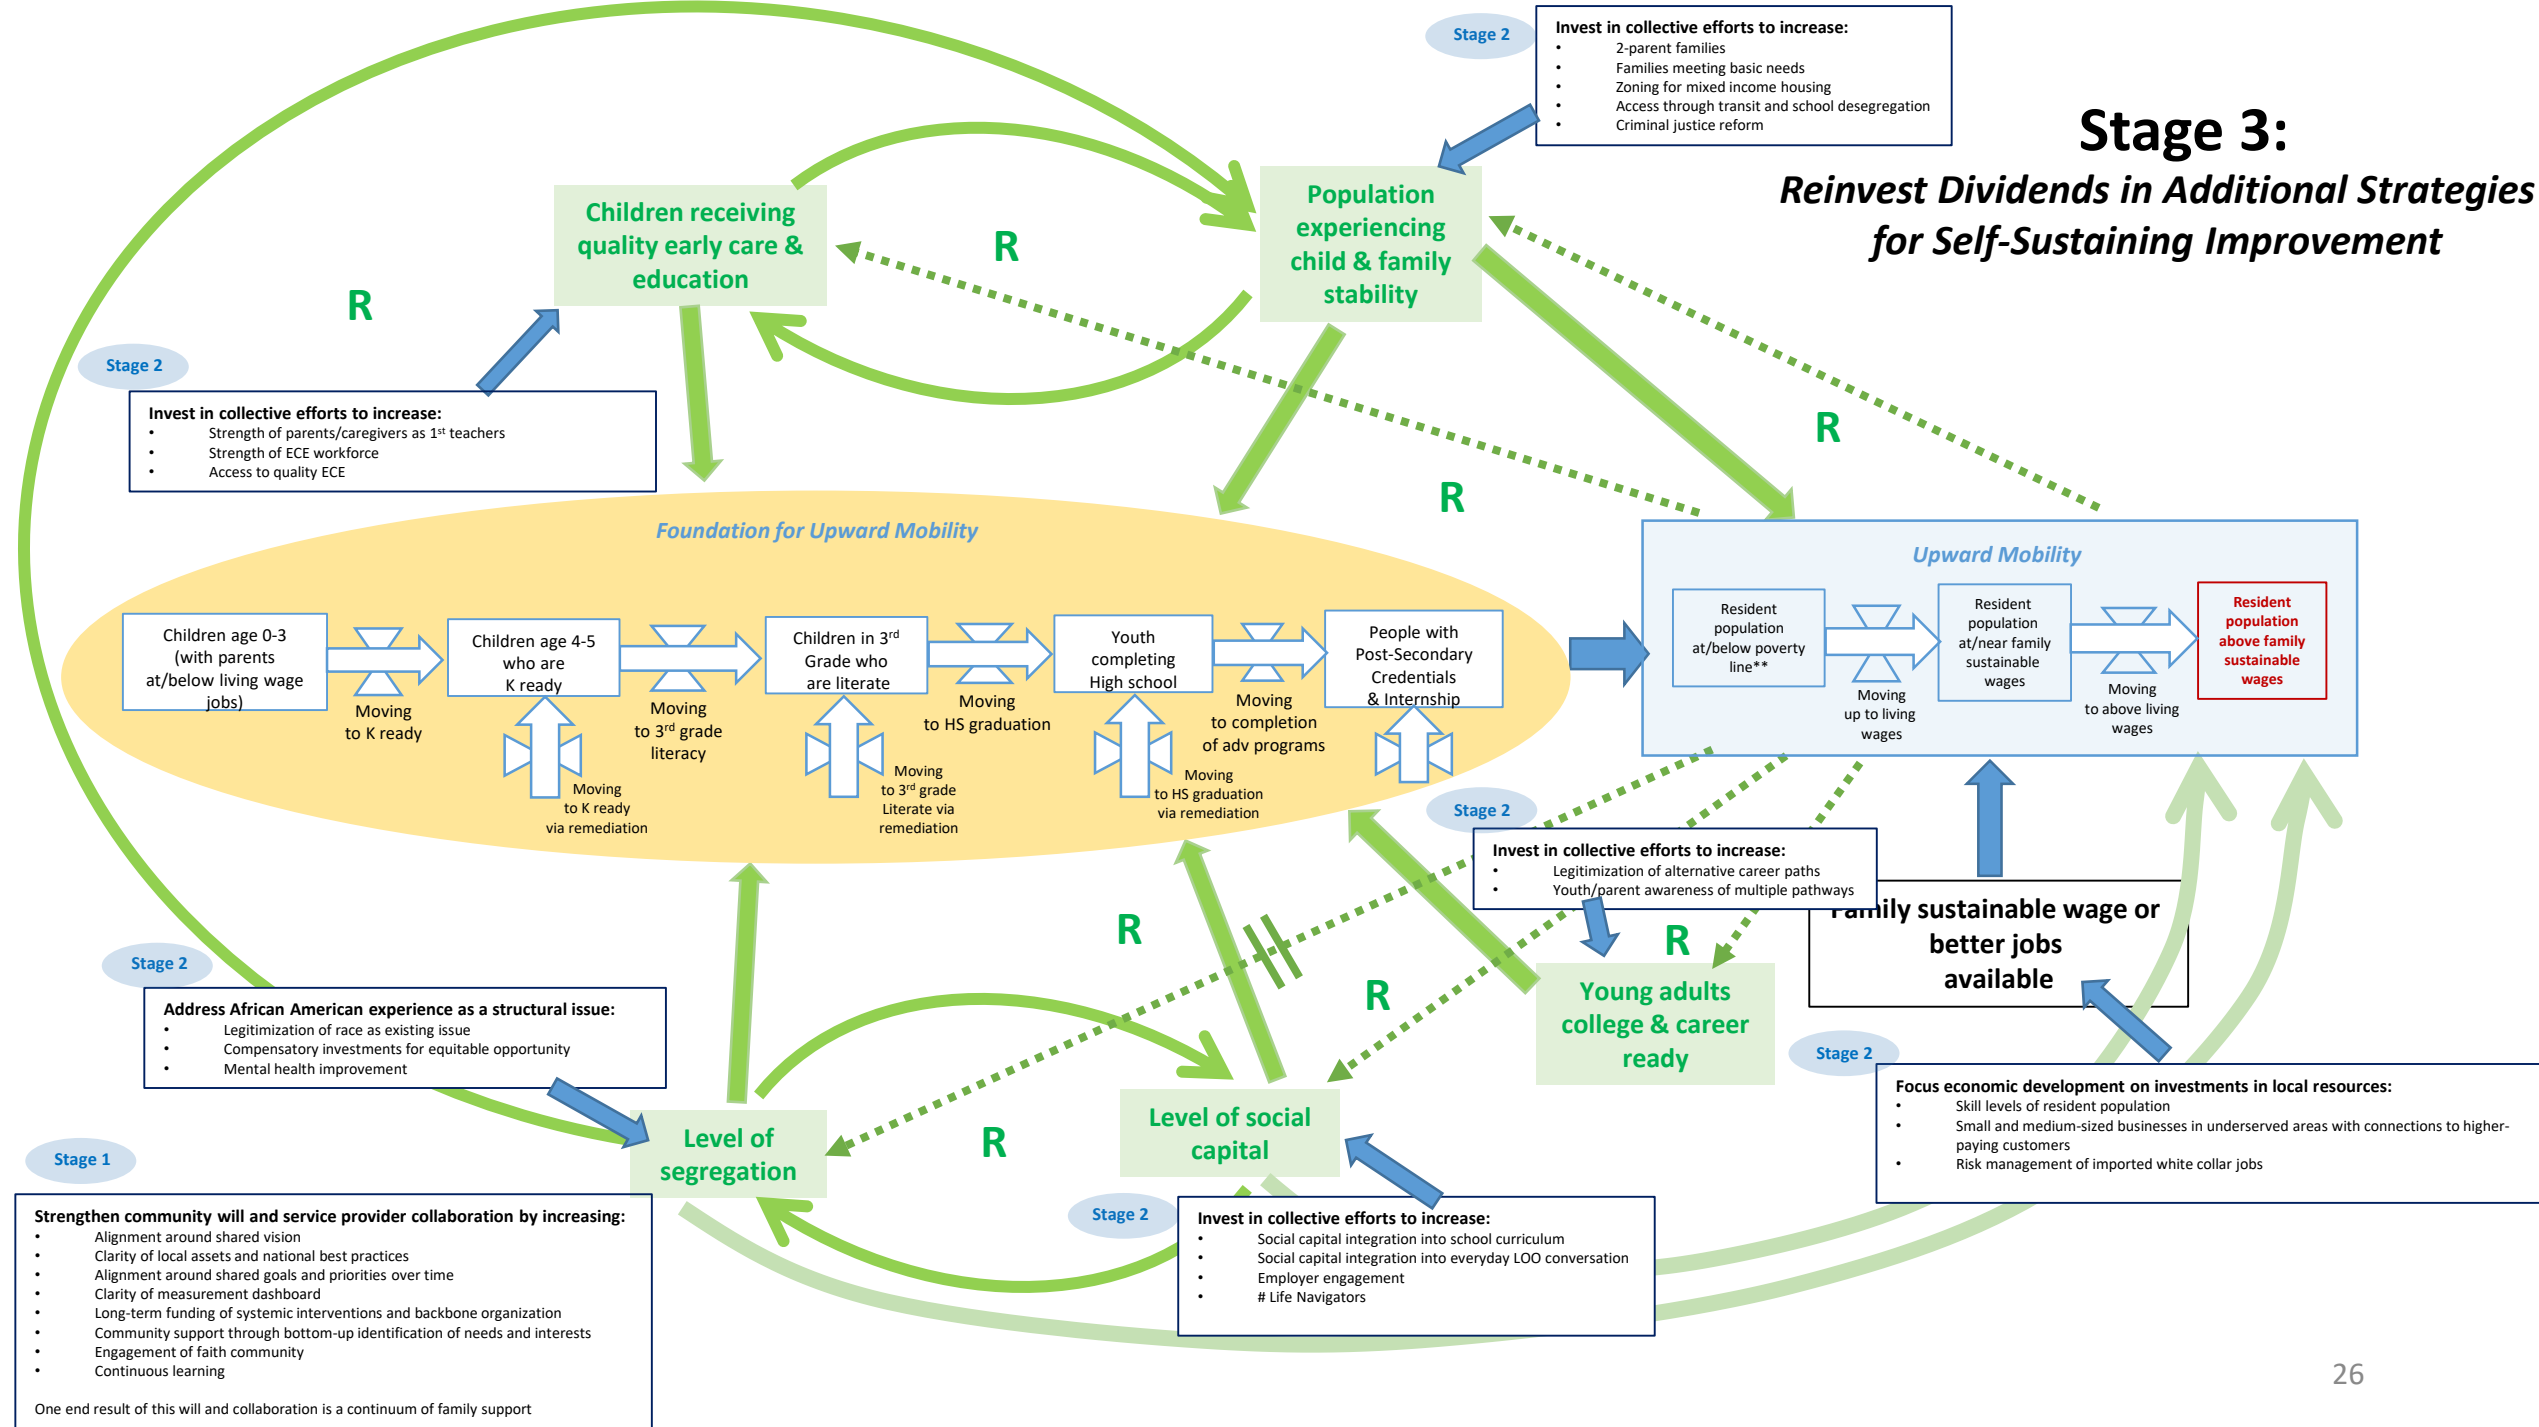 Stage 2
Invest in collective efforts to increase:
• 2-parent families
• Families meeting basic needs
• Zoning for mixed income housing
• Access through transit and school desegregation
• Criminal justice reform
Stage 3:
Reinvest Dividends in Additional Strategies
for Self-Sustaining Improvement
Children receiving
quality early care &
education
Population
experiencing
child & family
stability
R
R
R
R
Stage 2
Invest in collective efforts to increase:
• Strength of parents/caregivers as 1st teachers
• Strength of ECE workforce
• Access to quality ECE
Foundation for Upward Mobility
Children age 0-3
(with parents
at/below living wage
jobs)
Moving
to K ready
Children age 4-5
who are
K ready
Moving
to K ready
via remediation
Moving
to 3rd grade
literacy
Children in 3rd
Grade who
are literate
Moving
to 3rd grade
Literate via
remediation
Moving
to HS graduation
Youth
completing
High school
Moving
to HS graduation
via remediation
Moving
to completion
of adv programs
People with
Post-Secondary
Credentials
& Internship
Upward Mobility
Resident
population
at/below poverty
line**
Moving
up to living
wages
Resident
population
at/near family
sustainable
wages
Moving
to above living
wages
Resident
population
above family
sustainable
wages
Stage 2
Invest in collective efforts to increase:
• Legitimization of alternative career paths
• Youth/parent awareness of multiple pathways
Family sustainable wage or
better jobs
available
R
R
R
R
Young adults
college & career
ready
Stage 2
Address African American experience as a structural issue:
• Legitimization of race as existing issue
• Compensatory investments for equitable opportunity
• Mental health improvement
Level of
segregation
Level of social
capital
Stage 2
Focus economic development on investments in local resources:
• Skill levels of resident population
• Small and medium-sized businesses in underserved areas with connections to higher-
paying customers
• Risk management of imported white collar jobs
Stage 1
Strengthen community will and service provider collaboration by increasing:
• Alignment around shared vision
• Clarity of local assets and national best practices
• Alignment around shared goals and priorities over time
• Clarity of measurement dashboard
• Long-term funding of systemic interventions and backbone organization
• Community support through bottom-up identification of needs and interests
• Engagement of faith community
• Continuous learning
One end result of this will and collaboration is a continuum of family support
Stage 2
Invest in collective efforts to increase:
• Social capital integration into school curriculum
• Social capital integration into everyday LOO conversation
• Employer engagement
• # Life Navigators
26